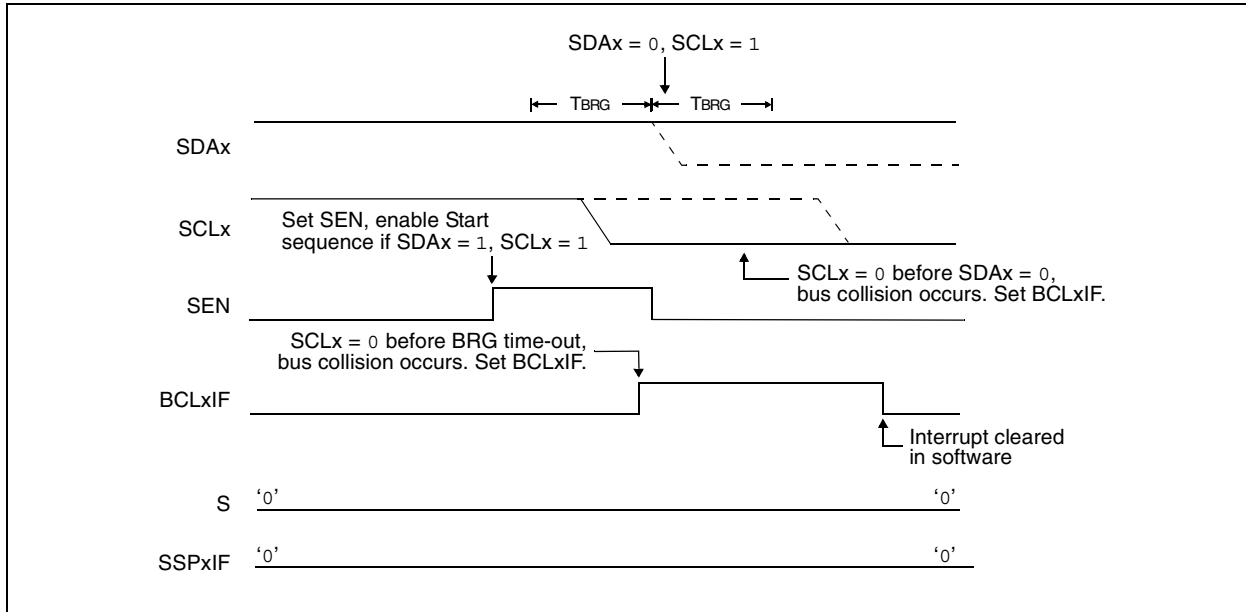 SDAx = 0, SCLx = 1
TBRG TBRG
SDAx
SCLx
Set SEN, enable Start
sequence if SDAx = 1, SCLx = 1
SCLx = 0 before SDAx = 0,
bus collision occurs. Set BCLxIF.
SEN
SCLx = 0 before BRG time-out,
bus collision occurs. Set BCLxIF.
BCLxIF
Interrupt cleared
in software
S ‘0’ ‘0’
SSPxIF ‘0’ ‘0’